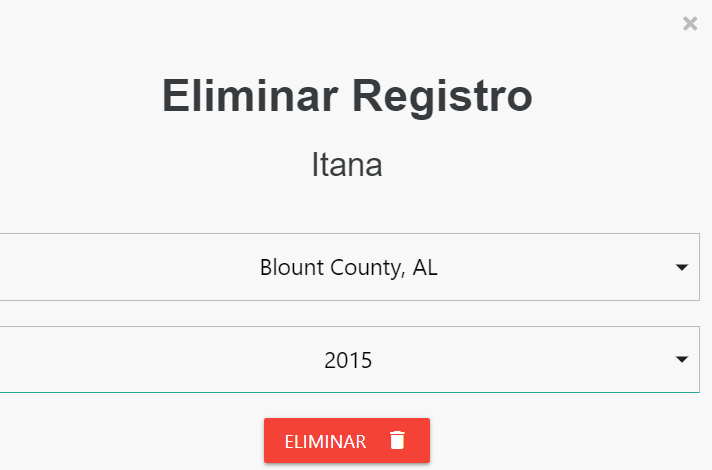 Eliminar Registro
Itana
Blount County, AL
2015
ELIMINAR